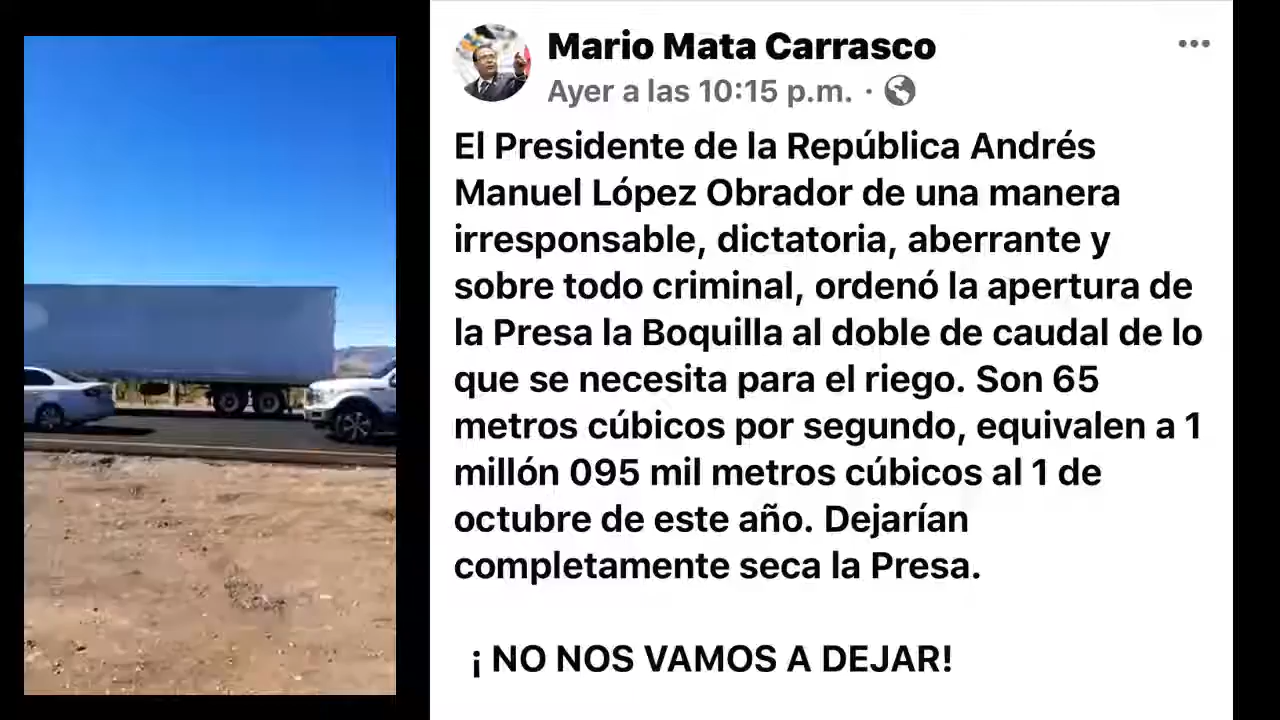 Mario Mata Carrasco
Ayer a las 10:15 p.m. ·
El Presidente de la República Andrés
Manuel López Obrador de una manera
irresponsable, dictatoria, aberrante y
sobre todo criminal, ordenó la apertura de
la Presa la Boquilla al doble de caudal de lo
que se necesita para el riego. Son 65
metros cúbicos por segundo, equivalen a 1
millón 095 mil metros cúbicos al 1 de
octubre de este año. Dejarían
completamente seca la Presa.
¡ NO NOS VAMOS A DEJAR!